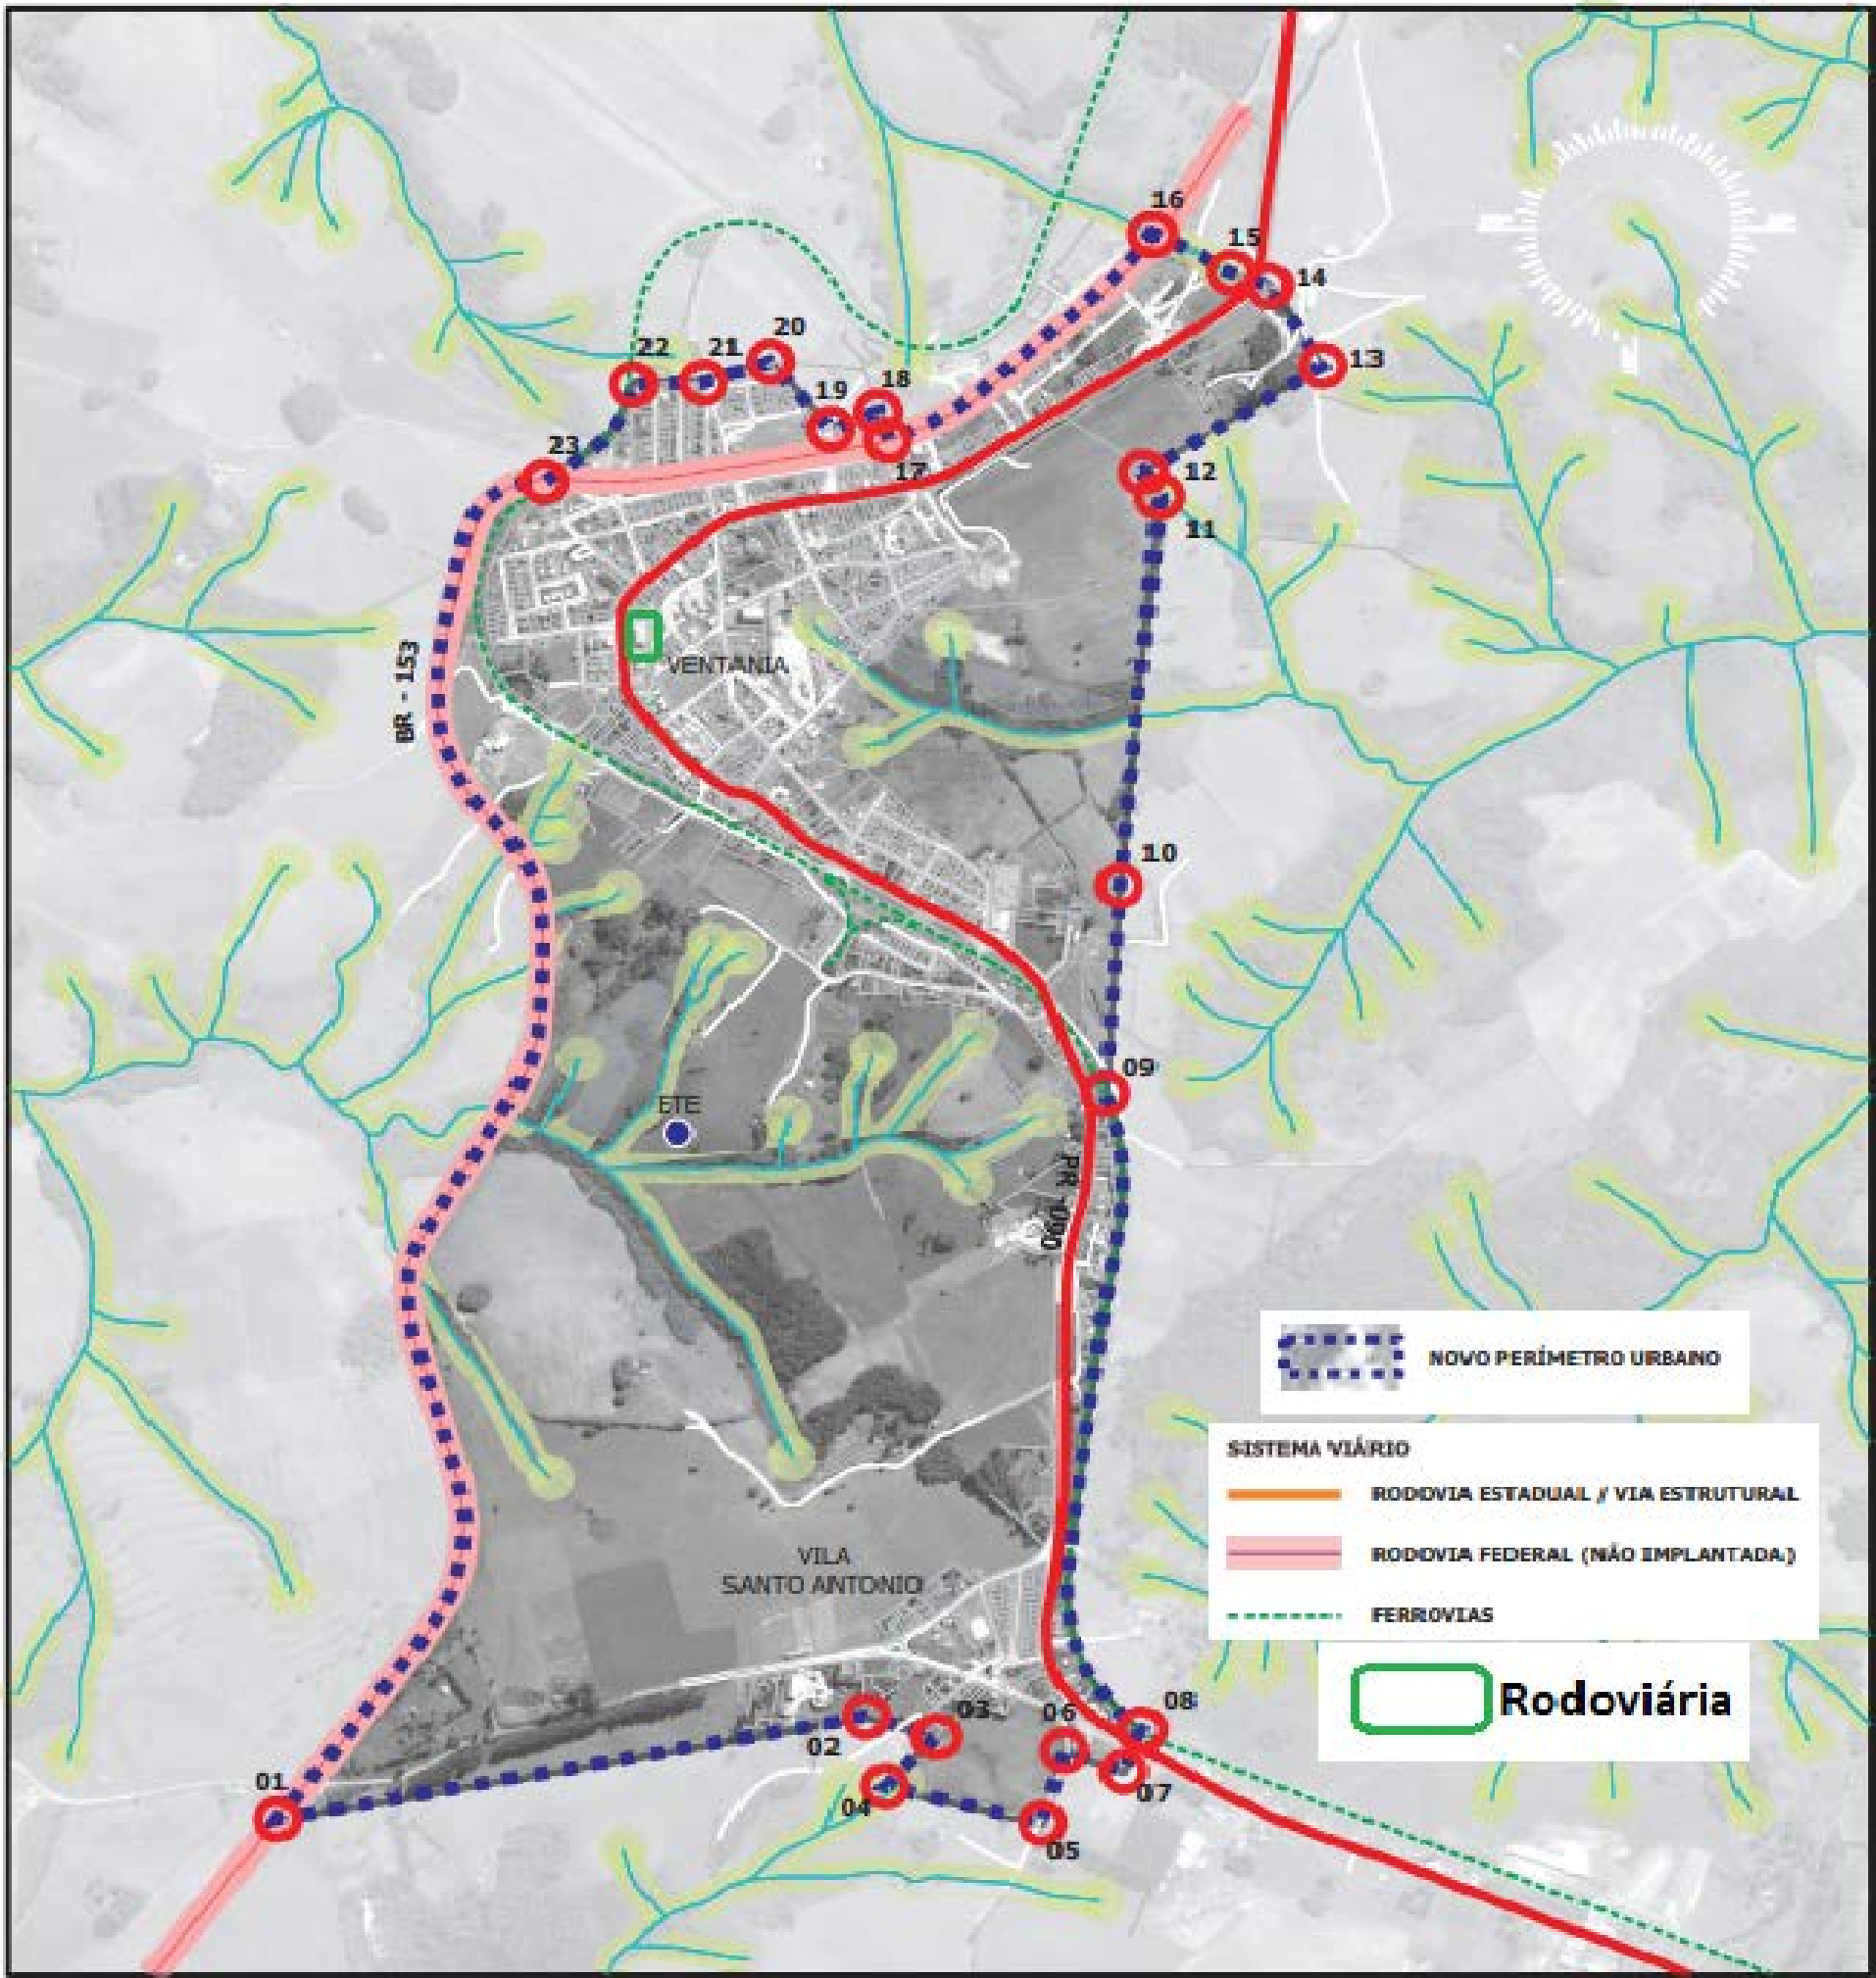 16
15
14
20
22
21
13
18
19
23
17
12
11
VENTANIA
BR - 153
10
09
ETE
PR - 090
NOVO PERÍMETRO URBANO
SISTEMA VIÁRIO
RODOVIA ESTADUAL / VIA ESTRUTURAL
RODOVIA FEDERAL (NÃO IMPLANTADA)
FERROVIAS
VILA
SANTO ANTONIO
Rodoviária
08
03
06
02
01
07
04
05